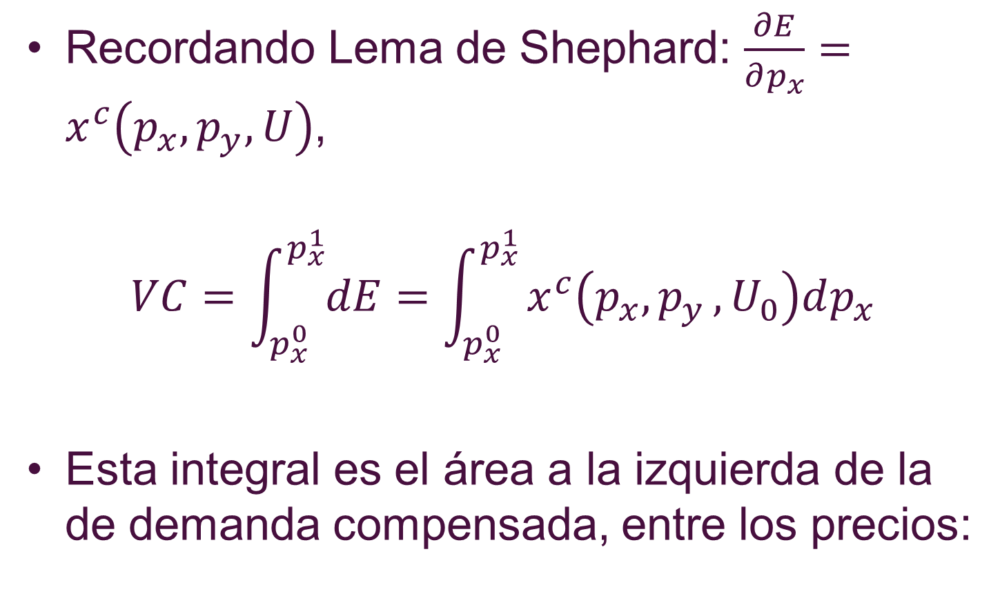 • Recordando Lema de Shephard: $\frac{\partial E}{\partial p_x} =$
$x^c(p_x, p_y, U),$
$VC = \int_{p_x^0}^{p_x^1} dE = \int_{p_x^0}^{p_x^1} x^c(p_x, p_y, U_0)dp_x$
• Esta integral es el área a la izquierda de la
de demanda compensada, entre los precios: